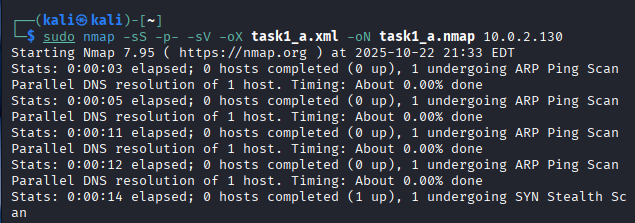 ┌──(kali㉿kali)-[~]
└─$ sudo nmap -sS -p- -sV -oX task1_a.xml -oN task1_a.nmap 10.0.2.130
Starting Nmap 7.95 ( https://nmap.org ) at 2025-10-22 21:33 EDT
Stats: 0:00:03 elapsed; 0 hosts completed (0 up), 1 undergoing ARP Ping Scan
Parallel DNS resolution of 1 host. Timing: About 0.00% done
Stats: 0:00:05 elapsed; 0 hosts completed (0 up), 1 undergoing ARP Ping Scan
Parallel DNS resolution of 1 host. Timing: About 0.00% done
Stats: 0:00:11 elapsed; 0 hosts completed (0 up), 1 undergoing ARP Ping Scan
Parallel DNS resolution of 1 host. Timing: About 0.00% done
Stats: 0:00:12 elapsed; 0 hosts completed (0 up), 1 undergoing ARP Ping Scan
Parallel DNS resolution of 1 host. Timing: About 0.00% done
Stats: 0:00:14 elapsed; 0 hosts completed (1 up), 1 undergoing SYN Stealth Sc
an